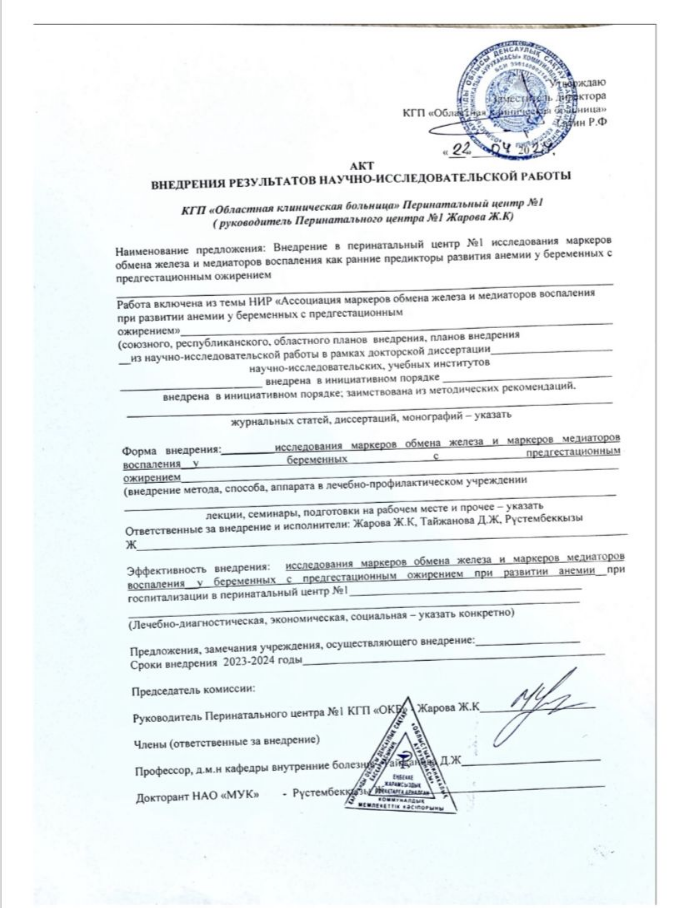 Утверждаю
заместитель директора
КГП «Областная клиническая больница»
Р.Ф
«22 04 2024
АКТ
ВНЕДРЕНИЯ РЕЗУЛЬТАТОВ НАУЧНО-ИССЛЕДОВАТЕЛЬСКОЙ РАБОТЫ
КГП «Областная клиническая больница» Перинатальный центр №1
( руководитель Перинатального центра №1 Жарова Ж.К)
Наименование предложения: Внедрение в перинатальный центр №1 исследования маркеров
обмена железа и медиаторов воспаления как ранние предикторы развития анемии у беременных с
предгестационным ожирением
Работа включена из темы НИР «Ассоциация маркеров обмена железа и медиаторов воспаления
при развитии анемии у беременных с предгестационным
ожирением»
(союзного, республиканского, областного планов внедрения, планов внедрения
из научно-исследовательской работы в рамках докторской диссертации
научно-исследовательских, учебных институтов
внедрена в инициативном порядке
внедрена в инициативном порядке; заимствована из методических рекомендаций.
журнальных статей, диссертаций, монографий – указать
Форма внедрения: исследования маркеров обмена железа и маркеров медиаторов
воспаления у беременных с предгестационным
ожирением
(внедрение метода, способа, аппарата в лечебно-профилактическом учреждении
лекции, семинары, подготовки на рабочем месте и прочее – указать
Ответственные за внедрение и исполнители: Жарова Ж.К, Тайжанова Д.Ж, Рүстембеккызы
Ж
Эффективность внедрения: исследования маркеров обмена железа и маркеров медиаторов
воспаления у беременных с предгестационным ожирением при развитии анемии при
госпитализации в перинатальный центр №1
(Лечебно-диагностическая, экономическая, социальная – указать конкретно)
Предложения, замечания учреждения, осуществляющего внедрение:
Сроки внедрения 2023-2024 годы
Председатель комиссии:
Руководитель Перинатального центра №1 КГП «ОКБ» - Жарова Ж.К
Члены (ответственные за внедрение)
Профессор, д.м.н кафедры внутренние болезни Тайжанова Д.Ж
Докторант НАО «МУК» - Рүстембеккызы
ЕҢБЕККЕ
ЖАРАМСЫЗДЫҚ
КОММУНАЛДЫҚ
МЕМЛЕКЕТТІК КӘСІПОРЫНЫ